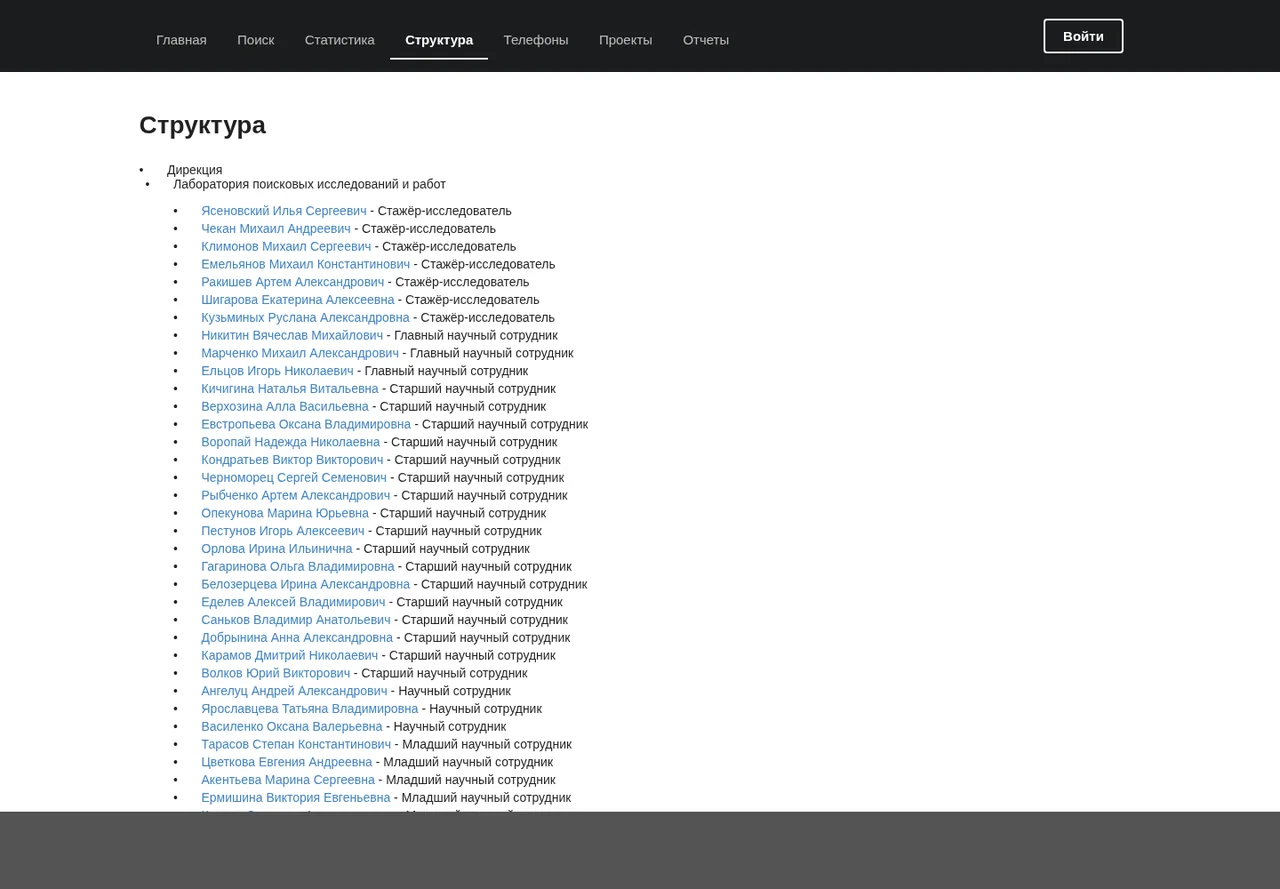 Главная Поиск Статистика Структура Телефоны Проекты Отчеты Войти
Структура
• Дирекция
• Лаборатория поисковых исследований и работ
• Ясеновский Илья Сергеевич - Стажёр-исследователь
• Чекан Михаил Андреевич - Стажёр-исследователь
• Климонов Михаил Сергеевич - Стажёр-исследователь
• Емельянов Михаил Константинович - Стажёр-исследователь
• Ракишев Артем Александрович - Стажёр-исследователь
• Шигарова Екатерина Алексеевна - Стажёр-исследователь
• Кузьминых Руслана Александровна - Стажёр-исследователь
• Никитин Вячеслав Михайлович - Главный научный сотрудник
• Марченко Михаил Александрович - Главный научный сотрудник
• Ельцов Игорь Николаевич - Главный научный сотрудник
• Кичигина Наталья Витальевна - Старший научный сотрудник
• Верхозина Алла Васильевна - Старший научный сотрудник
• Евстропьева Оксана Владимировна - Старший научный сотрудник
• Воропай Надежда Николаевна - Старший научный сотрудник
• Кондратьев Виктор Викторович - Старший научный сотрудник
• Черноморец Сергей Семенович - Старший научный сотрудник
• Рыбченко Артем Александрович - Старший научный сотрудник
• Опекунова Марина Юрьевна - Старший научный сотрудник
• Пестунов Игорь Алексеевич - Старший научный сотрудник
• Орлова Ирина Ильинична - Старший научный сотрудник
• Гагаринова Ольга Владимировна - Старший научный сотрудник
• Белозерцева Ирина Александровна - Старший научный сотрудник
• Еделев Алексей Владимирович - Старший научный сотрудник
• Саньков Владимир Анатольевич - Старший научный сотрудник
• Добрынина Анна Александровна - Старший научный сотрудник
• Карамов Дмитрий Николаевич - Старший научный сотрудник
• Волков Юрий Викторович - Старший научный сотрудник
• Ангелуц Андрей Александрович - Научный сотрудник
• Ярославцева Татьяна Владимировна - Научный сотрудник
• Василенко Оксана Валерьевна - Научный сотрудник
• Тарасов Степан Константинович - Младший научный сотрудник
• Цветкова Евгения Андреевна - Младший научный сотрудник
• Акентьева Марина Сергеевна - Младший научный сотрудник
• Ермишина Виктория Евгеньевна - Младший научный сотрудник